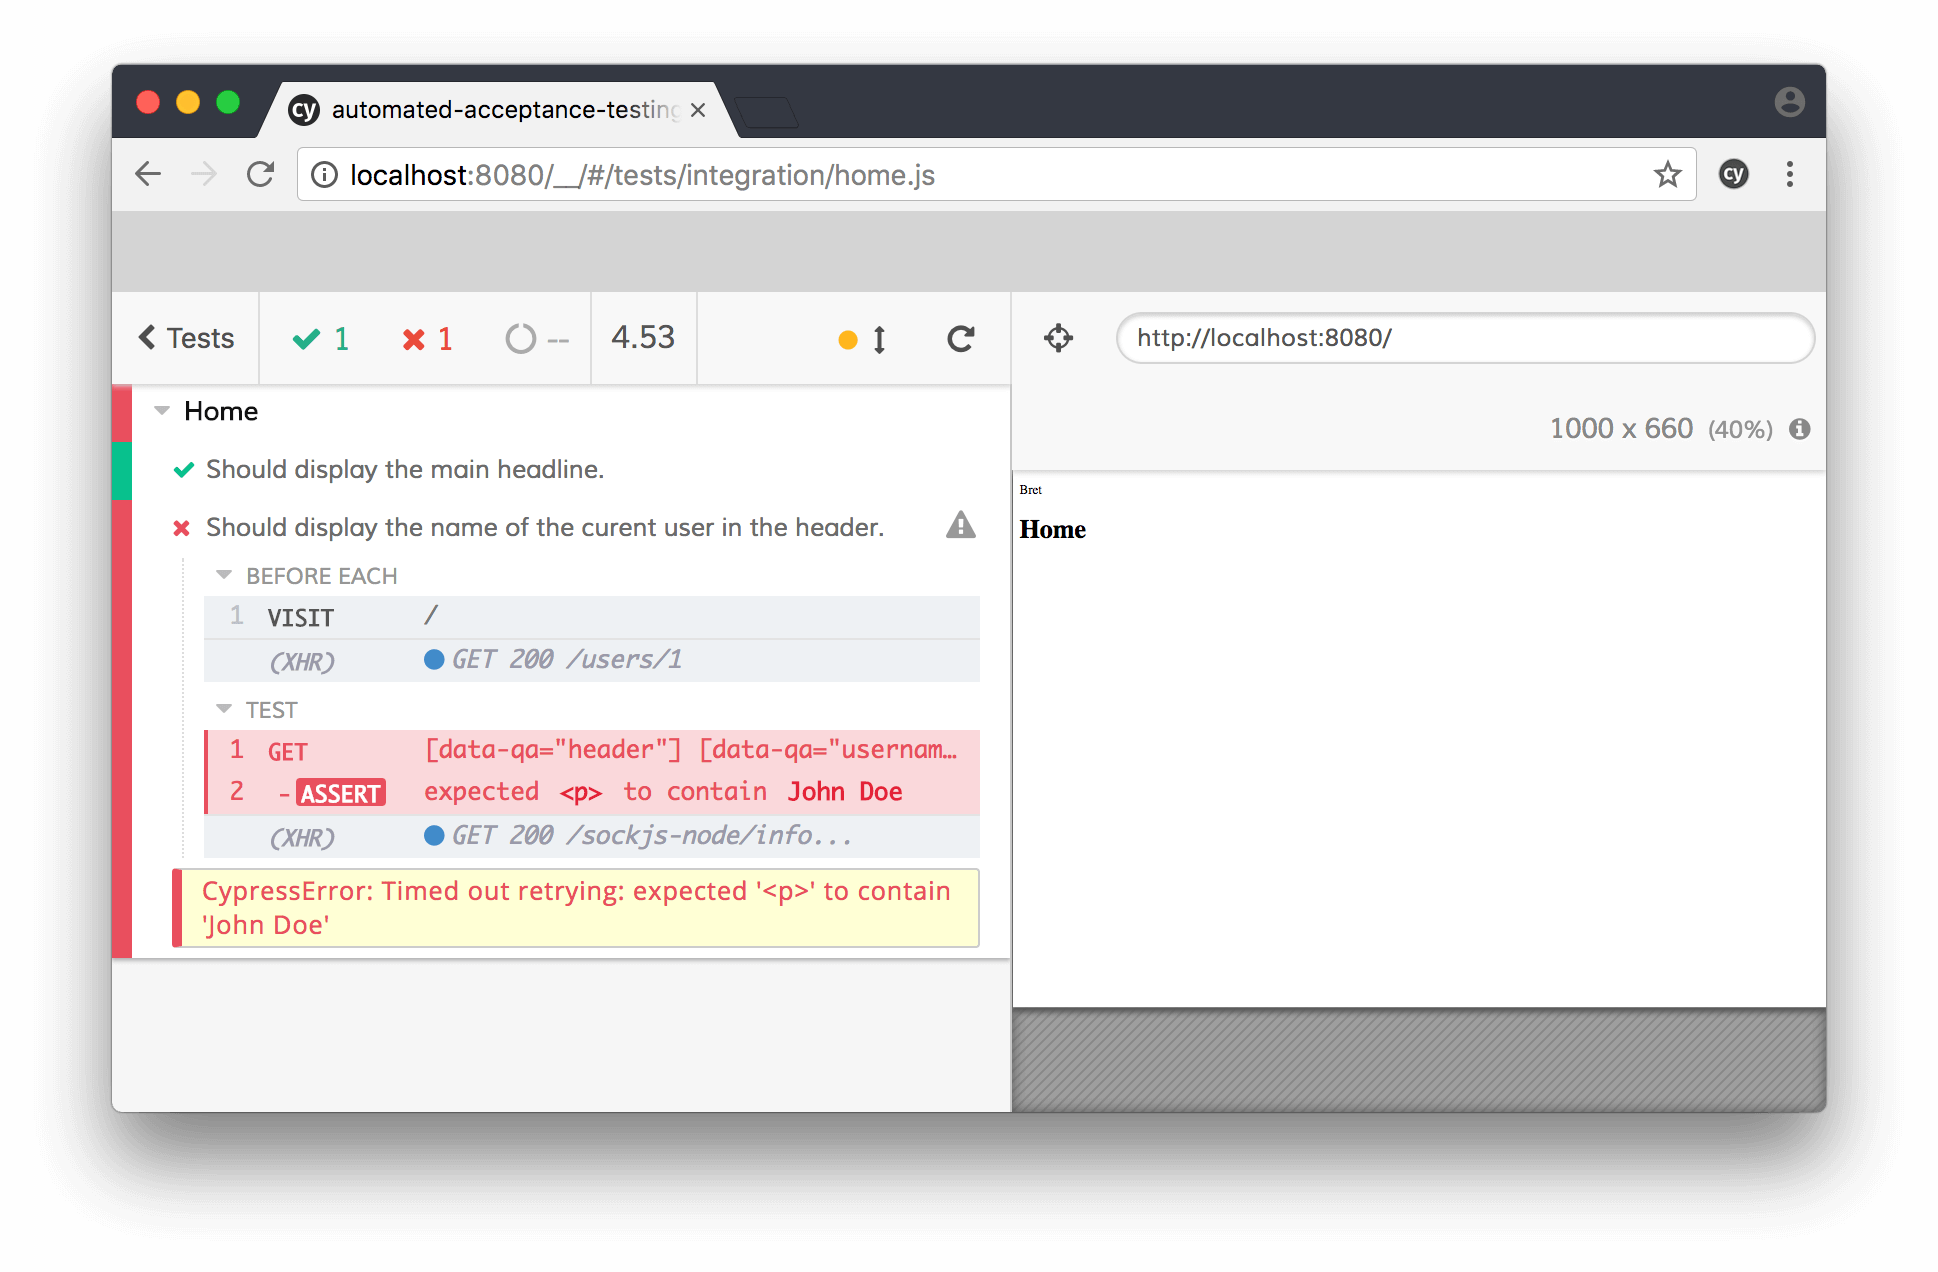 cy automated-acceptance-testing
localhost:8080/__/#/tests/integration/home.js cy
Tests 1 1 -- 4.53 http://localhost:8080/
1000 x 660 (40%)
Home
Should display the main headline.
Should display the name of the curent user in the header.
BEFORE EACH
1 VISIT /
(XHR) GET 200 /users/1
TEST
1 GET [data-qa="header"] [data-qa="usernam…
2 -ASSERT expected <p> to contain John Doe
(XHR) GET 200 /sockjs-node/info...
CypressError: Timed out retrying: expected '<p>' to contain
'John Doe'
Bret
Home